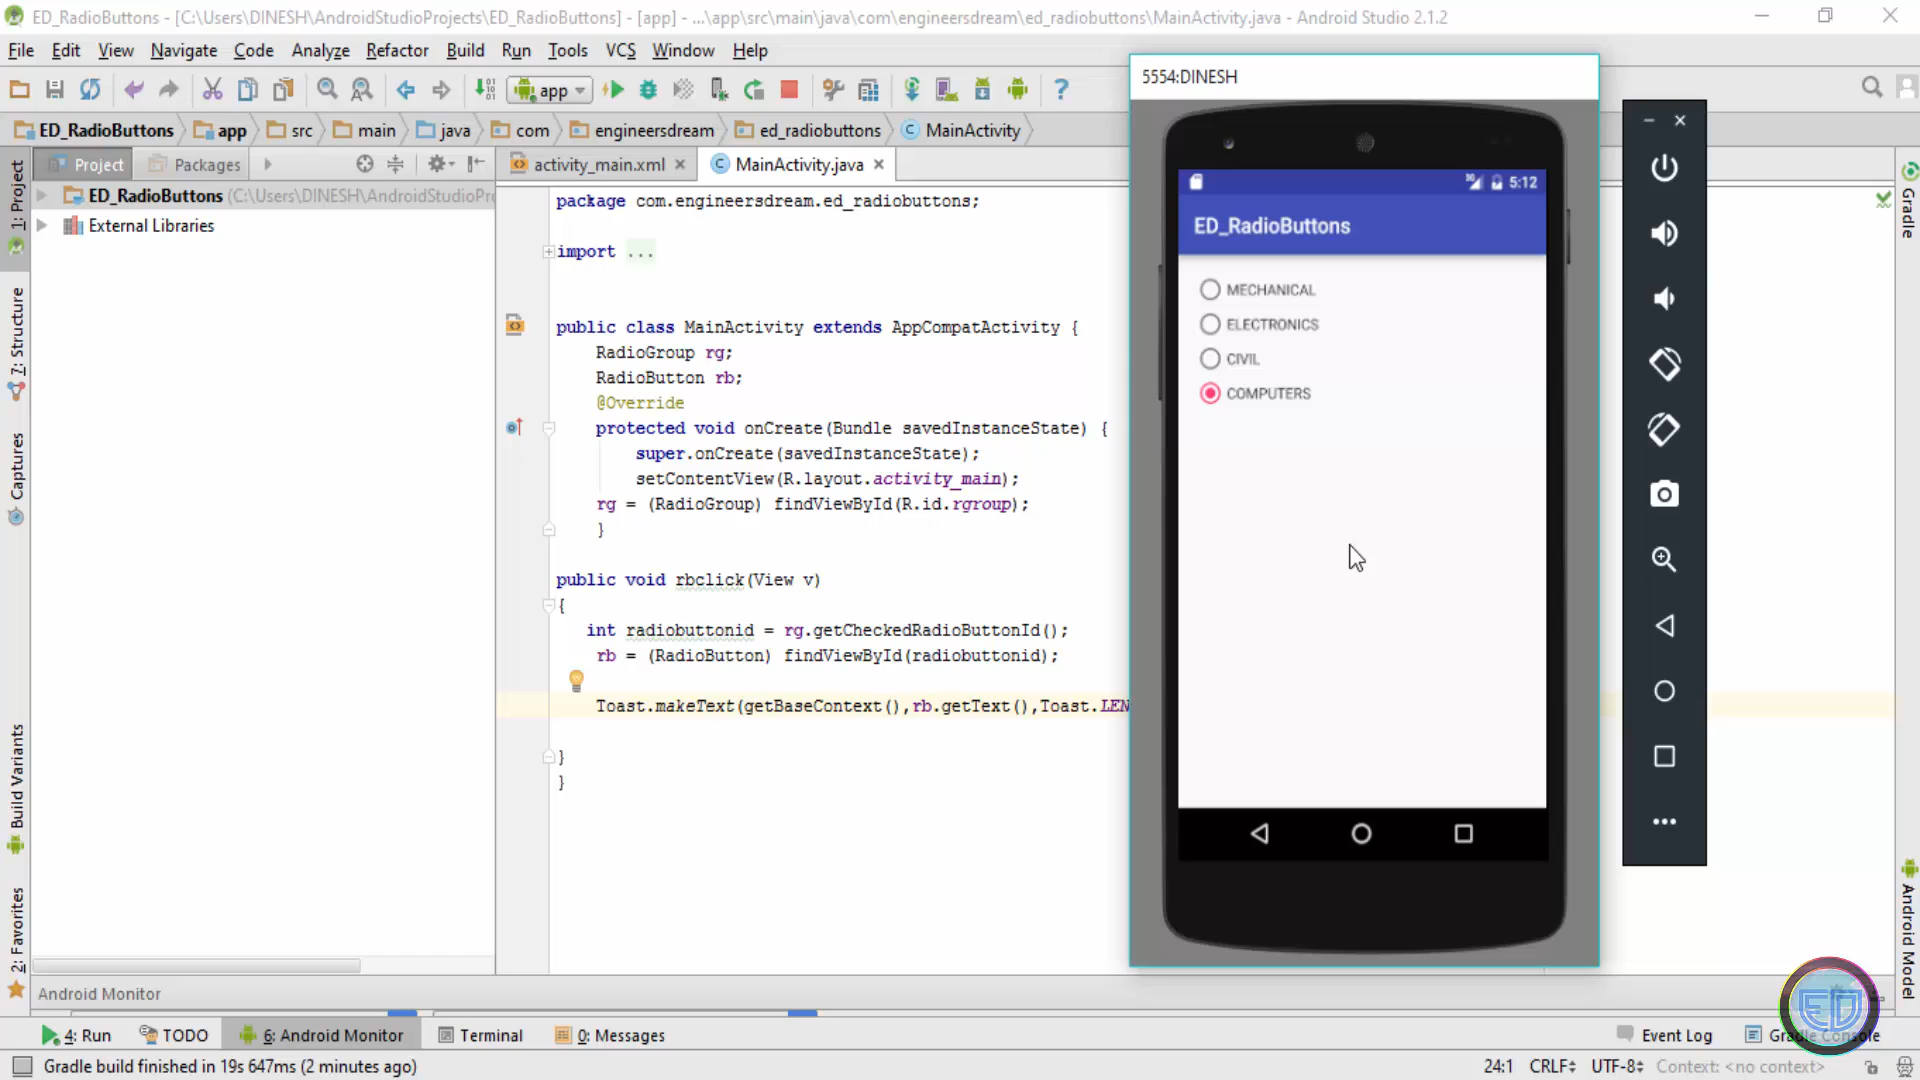 ED_RadioButtons - [C:\Users\DINESH\AndroidStudioProjects\ED_RadioButtons] - [app] - ...\app\src\main\java\com\engineersdream\ed_radiobuttons\MainActivity.java - Android Studio 2.1.2
File Edit View Navigate Code Analyze Refactor Build Run Tools VCS Window Help
app
ED_RadioButtons app src main java com engineersdream ed_radiobuttons MainActivity
Project Packages
activity_main.xml MainActivity.java
ED_RadioButtons (C:\Users\DINESH\AndroidStudioPr
External Libraries
1: Project
7: Structure
Captures
Build Variants
2: Favorites
package com.engineersdream.ed_radiobuttons;
import ...
public class MainActivity extends AppCompatActivity {
RadioGroup rg;
RadioButton rb;
@Override
protected void onCreate(Bundle savedInstanceState) {
super.onCreate(savedInstanceState);
setContentView(R.layout.activity_main);
rg = (RadioGroup) findViewById(R.id.rgroup);
}
public void rbclick(View v)
{
int radiobuttonid = rg.getCheckedRadioButtonId();
rb = (RadioButton) findViewById(radiobuttonid);
Toast.makeText(getBaseContext(),rb.getText(),Toast.LEN
}
}
5554:DINESH
5:12
ED_RadioButtons
MECHANICAL
ELECTRONICS
CIVIL
COMPUTERS
Gradle
Android Model
Android Monitor
4: Run TODO 6: Android Monitor Terminal 0: Messages Event Log Gradle Console
ED
Gradle build finished in 19s 647ms (2 minutes ago) 24:1 CRLF UTF-8 Context: <no context>